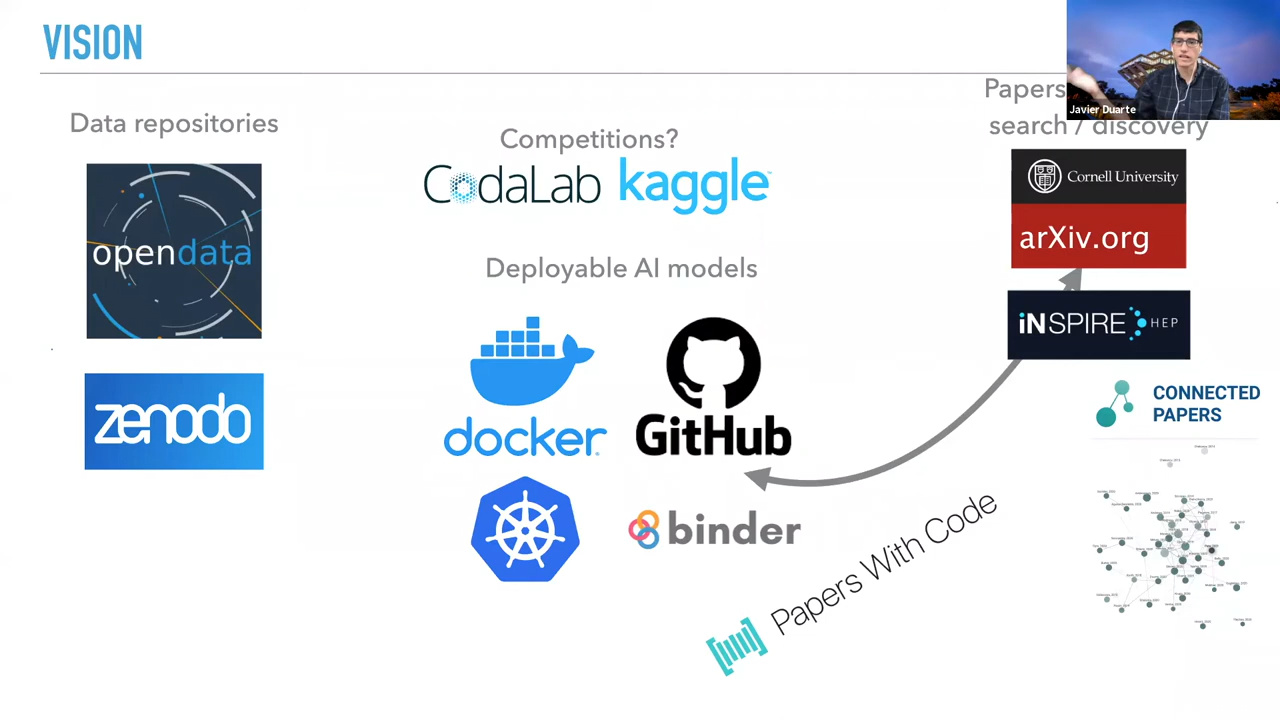 VISION
Javier Duarte
Data repositories
opendata
zenodo
Competitions?
CodaLab kaggle
Deployable AI models
docker
GitHub
binder
Papers
search / discovery
Cornell University
arXiv.org
iNSPIRE HEP
CONNECTED
PAPERS
Papers With Code